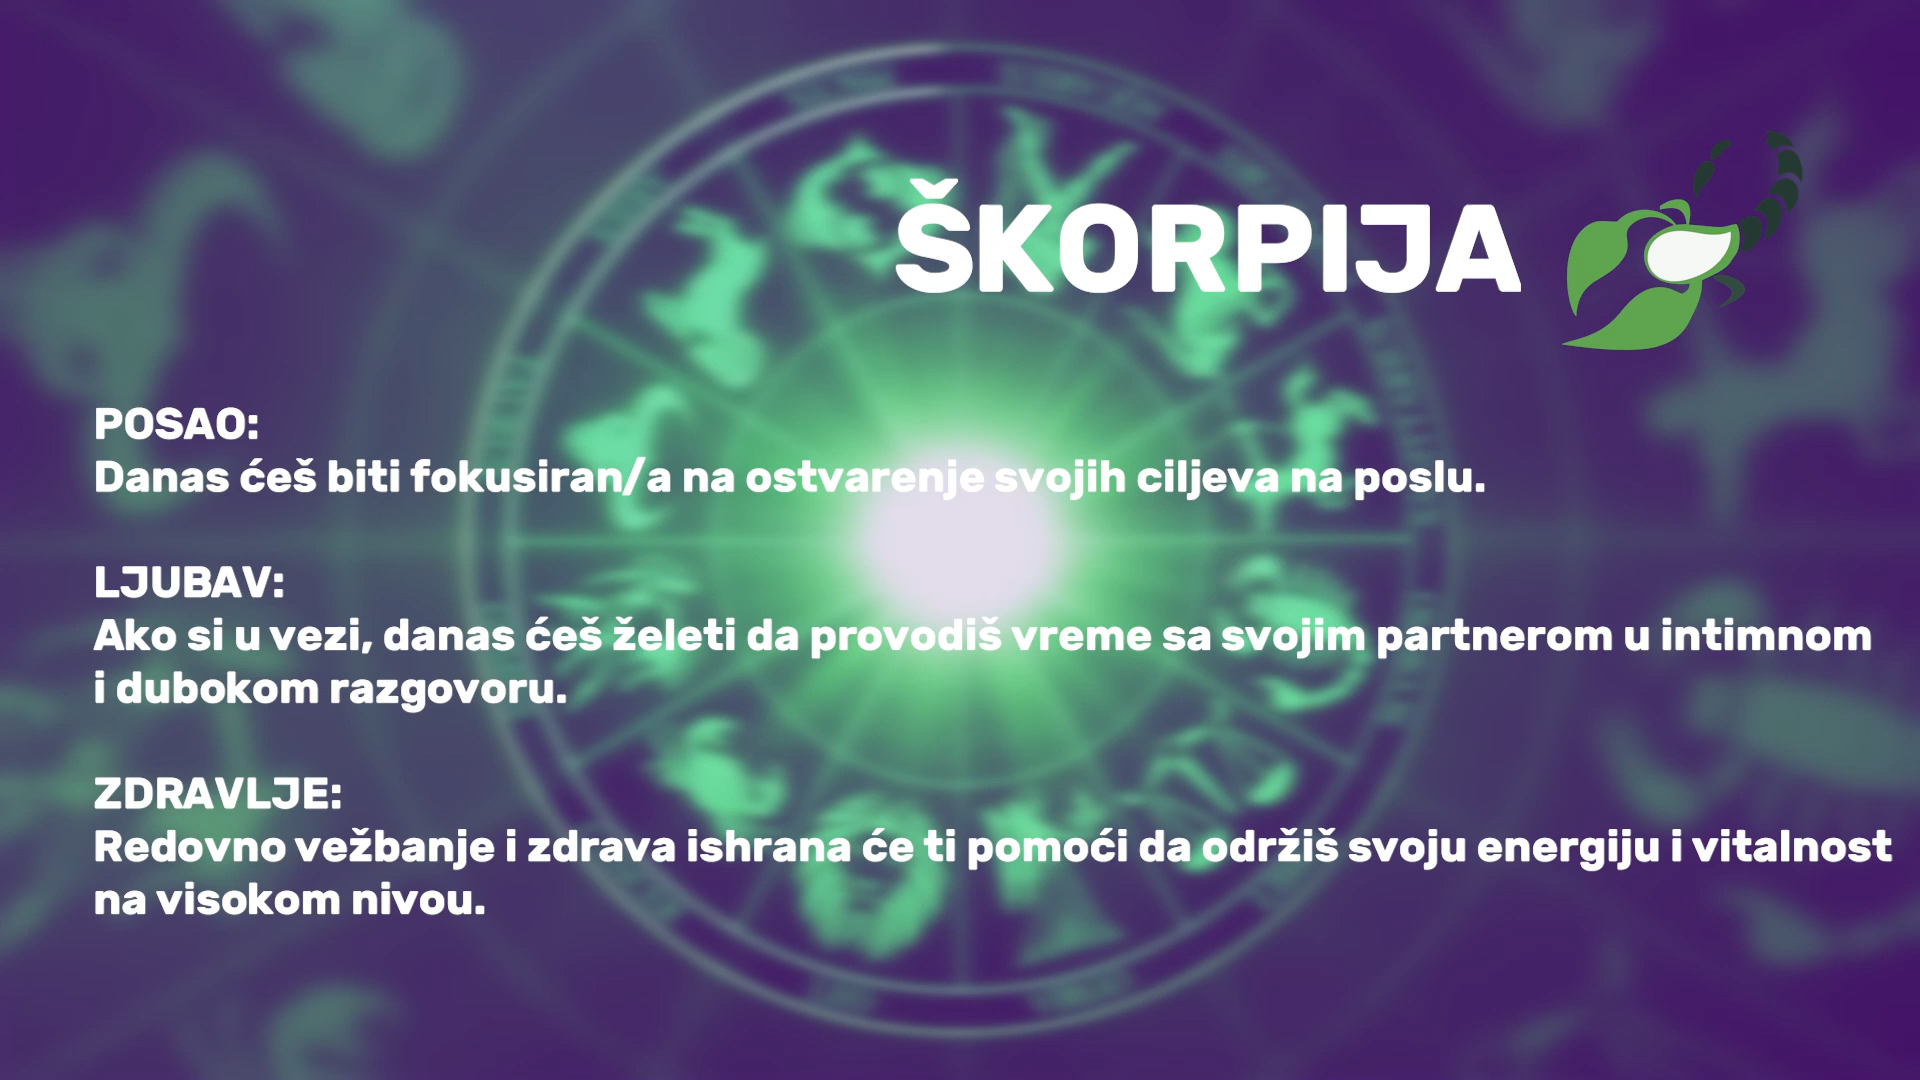 ŠKORPIJA
POSAO:
Danas ćeš biti fokusiran/a na ostvarenje svojih ciljeva na poslu.
LJUBAV:
Ako si u vezi, danas ćeš želeti da provodiš vreme sa svojim partnerom u intimnom
i dubokom razgovoru.
ZDRAVLJE:
Redovno vežbanje i zdrava ishrana će ti pomoći da održiš svoju energiju i vitalnost
na visokom nivou.